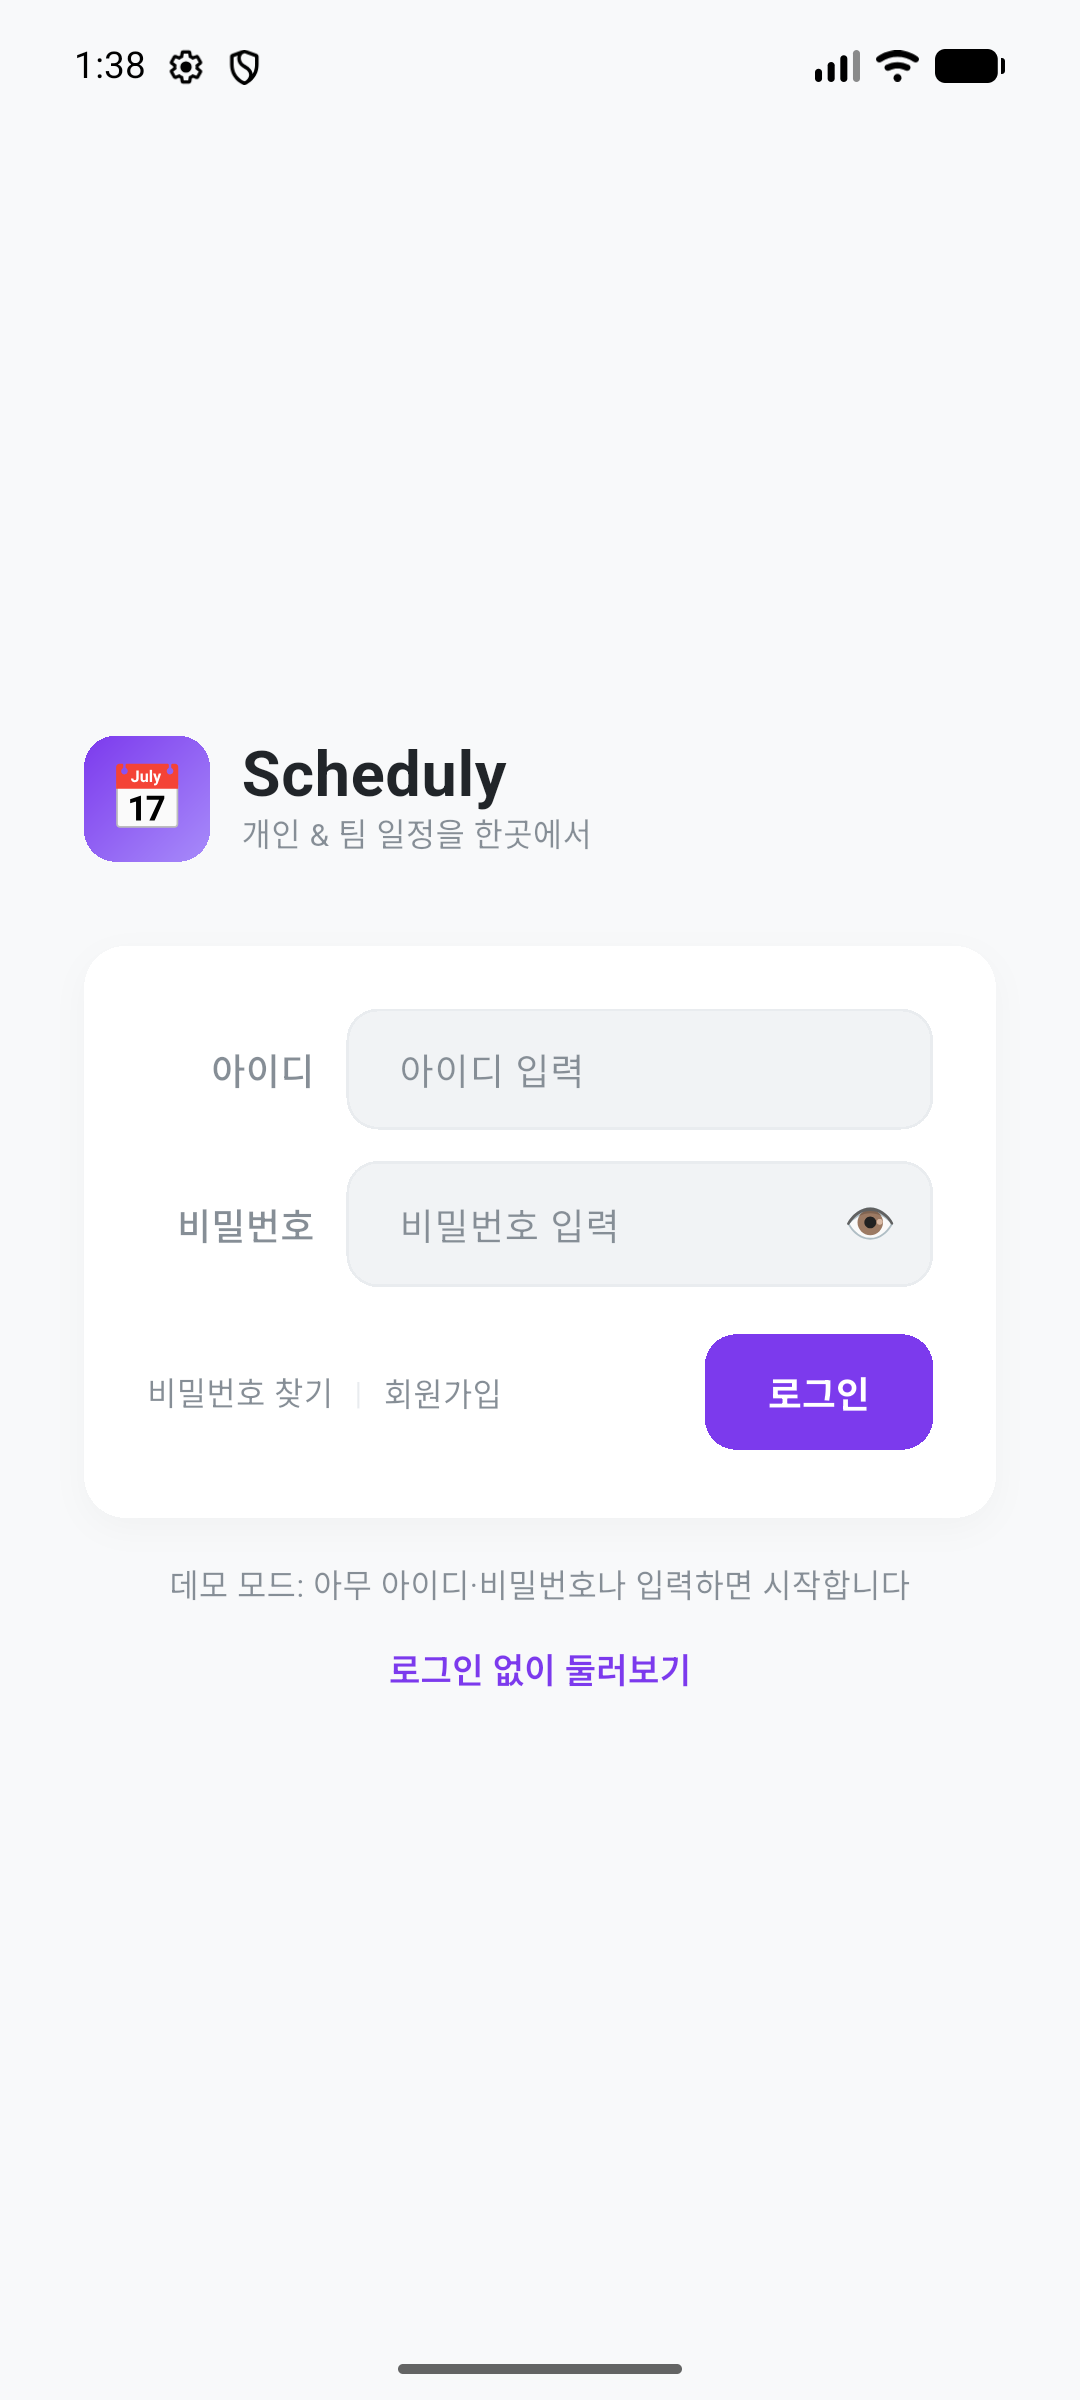 1:38
July
17
Scheduly
개인 & 팀 일정을 한곳에서
아이디
아이디 입력
비밀번호
비밀번호 입력
비밀번호 찾기
회원가입
로그인
데모 모드: 아무 아이디·비밀번호나 입력하면 시작합니다
로그인 없이 둘러보기